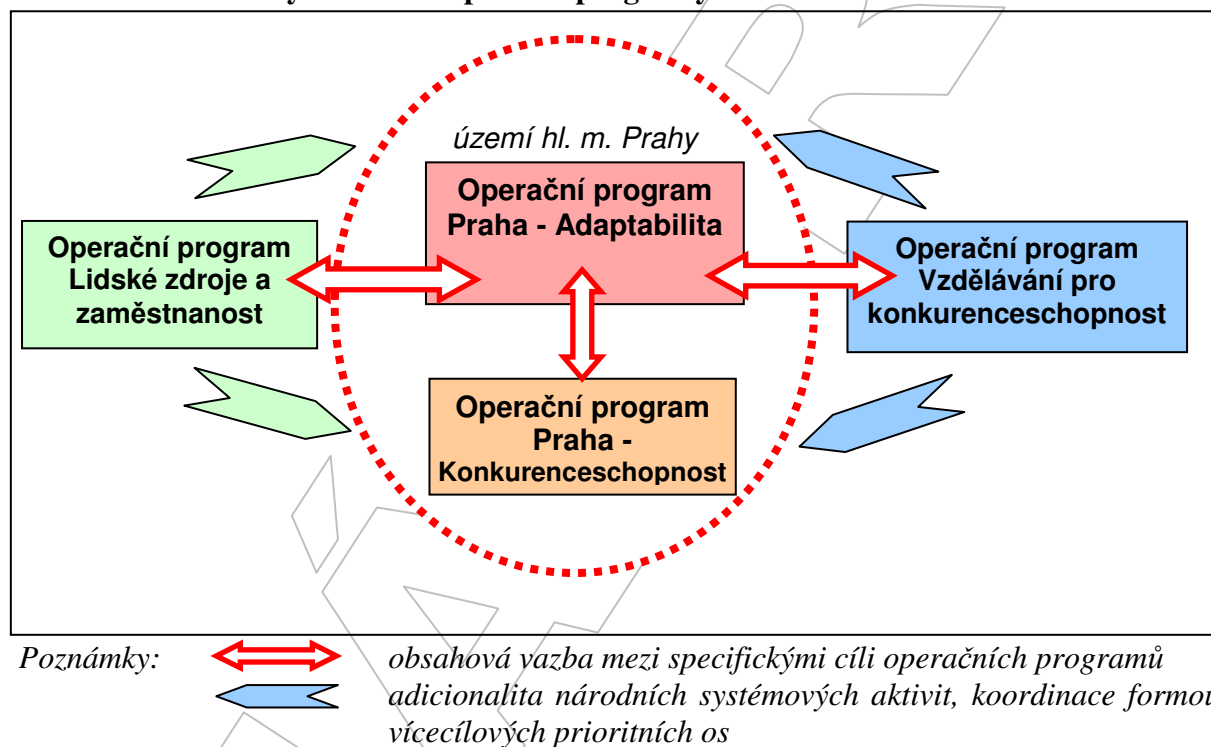 území hl. m. Prahy
Operační program
Praha - Adaptabilita
Operační program
Lidské zdroje a
zaměstnanost
Operační program
Vzdělávání pro
konkurenceschopnost
Operační program
Praha -
Konkurenceschopnost
Poznámky:
obsahová vazba mezi specifickými cíli operačních programů
adicionalita národních systémových aktivit, koordinace formou
vícecílových prioritních os